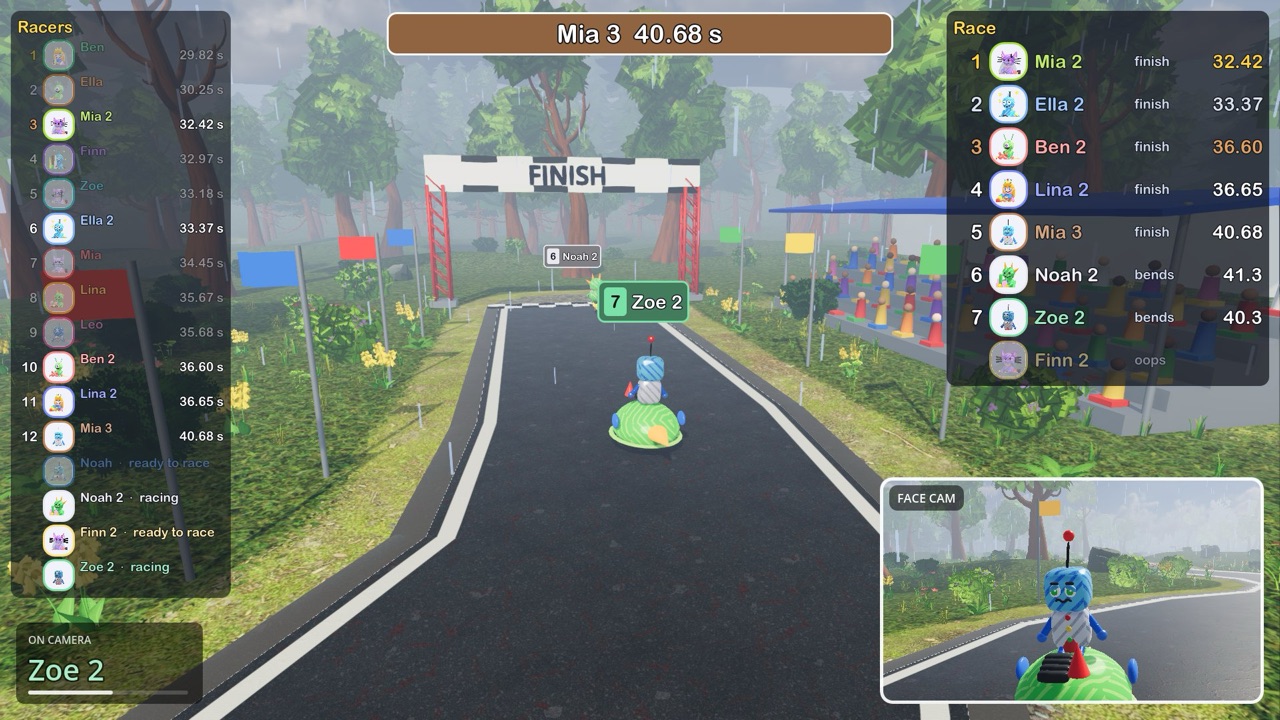 Racers
1 Ben 29.82 s
2 Ella 30.25 s
3 Mia 2 32.42 s
4 Finn 32.97 s
5 Zoe 33.18 s
6 Ella 2 33.37 s
7 Mia 34.45 s
8 Lina 35.67 s
9 Leo 35.68 s
10 Ben 2 36.60 s
11 Lina 2 36.65 s
12 Mia 3 40.68 s
Noah · ready to race
Noah 2 · racing
Finn 2 · ready to race
Zoe 2 · racing
ON CAMERA
Zoe 2
Mia 3 40.68 s
FINISH
6 Noah 2
7 Zoe 2
Race
1 Mia 2 finish 32.42
2 Ella 2 finish 33.37
3 Ben 2 finish 36.60
4 Lina 2 finish 36.65
5 Mia 3 finish 40.68
6 Noah 2 bends 41.3
7 Zoe 2 bends 40.3
Finn 2 oops
FACE CAM